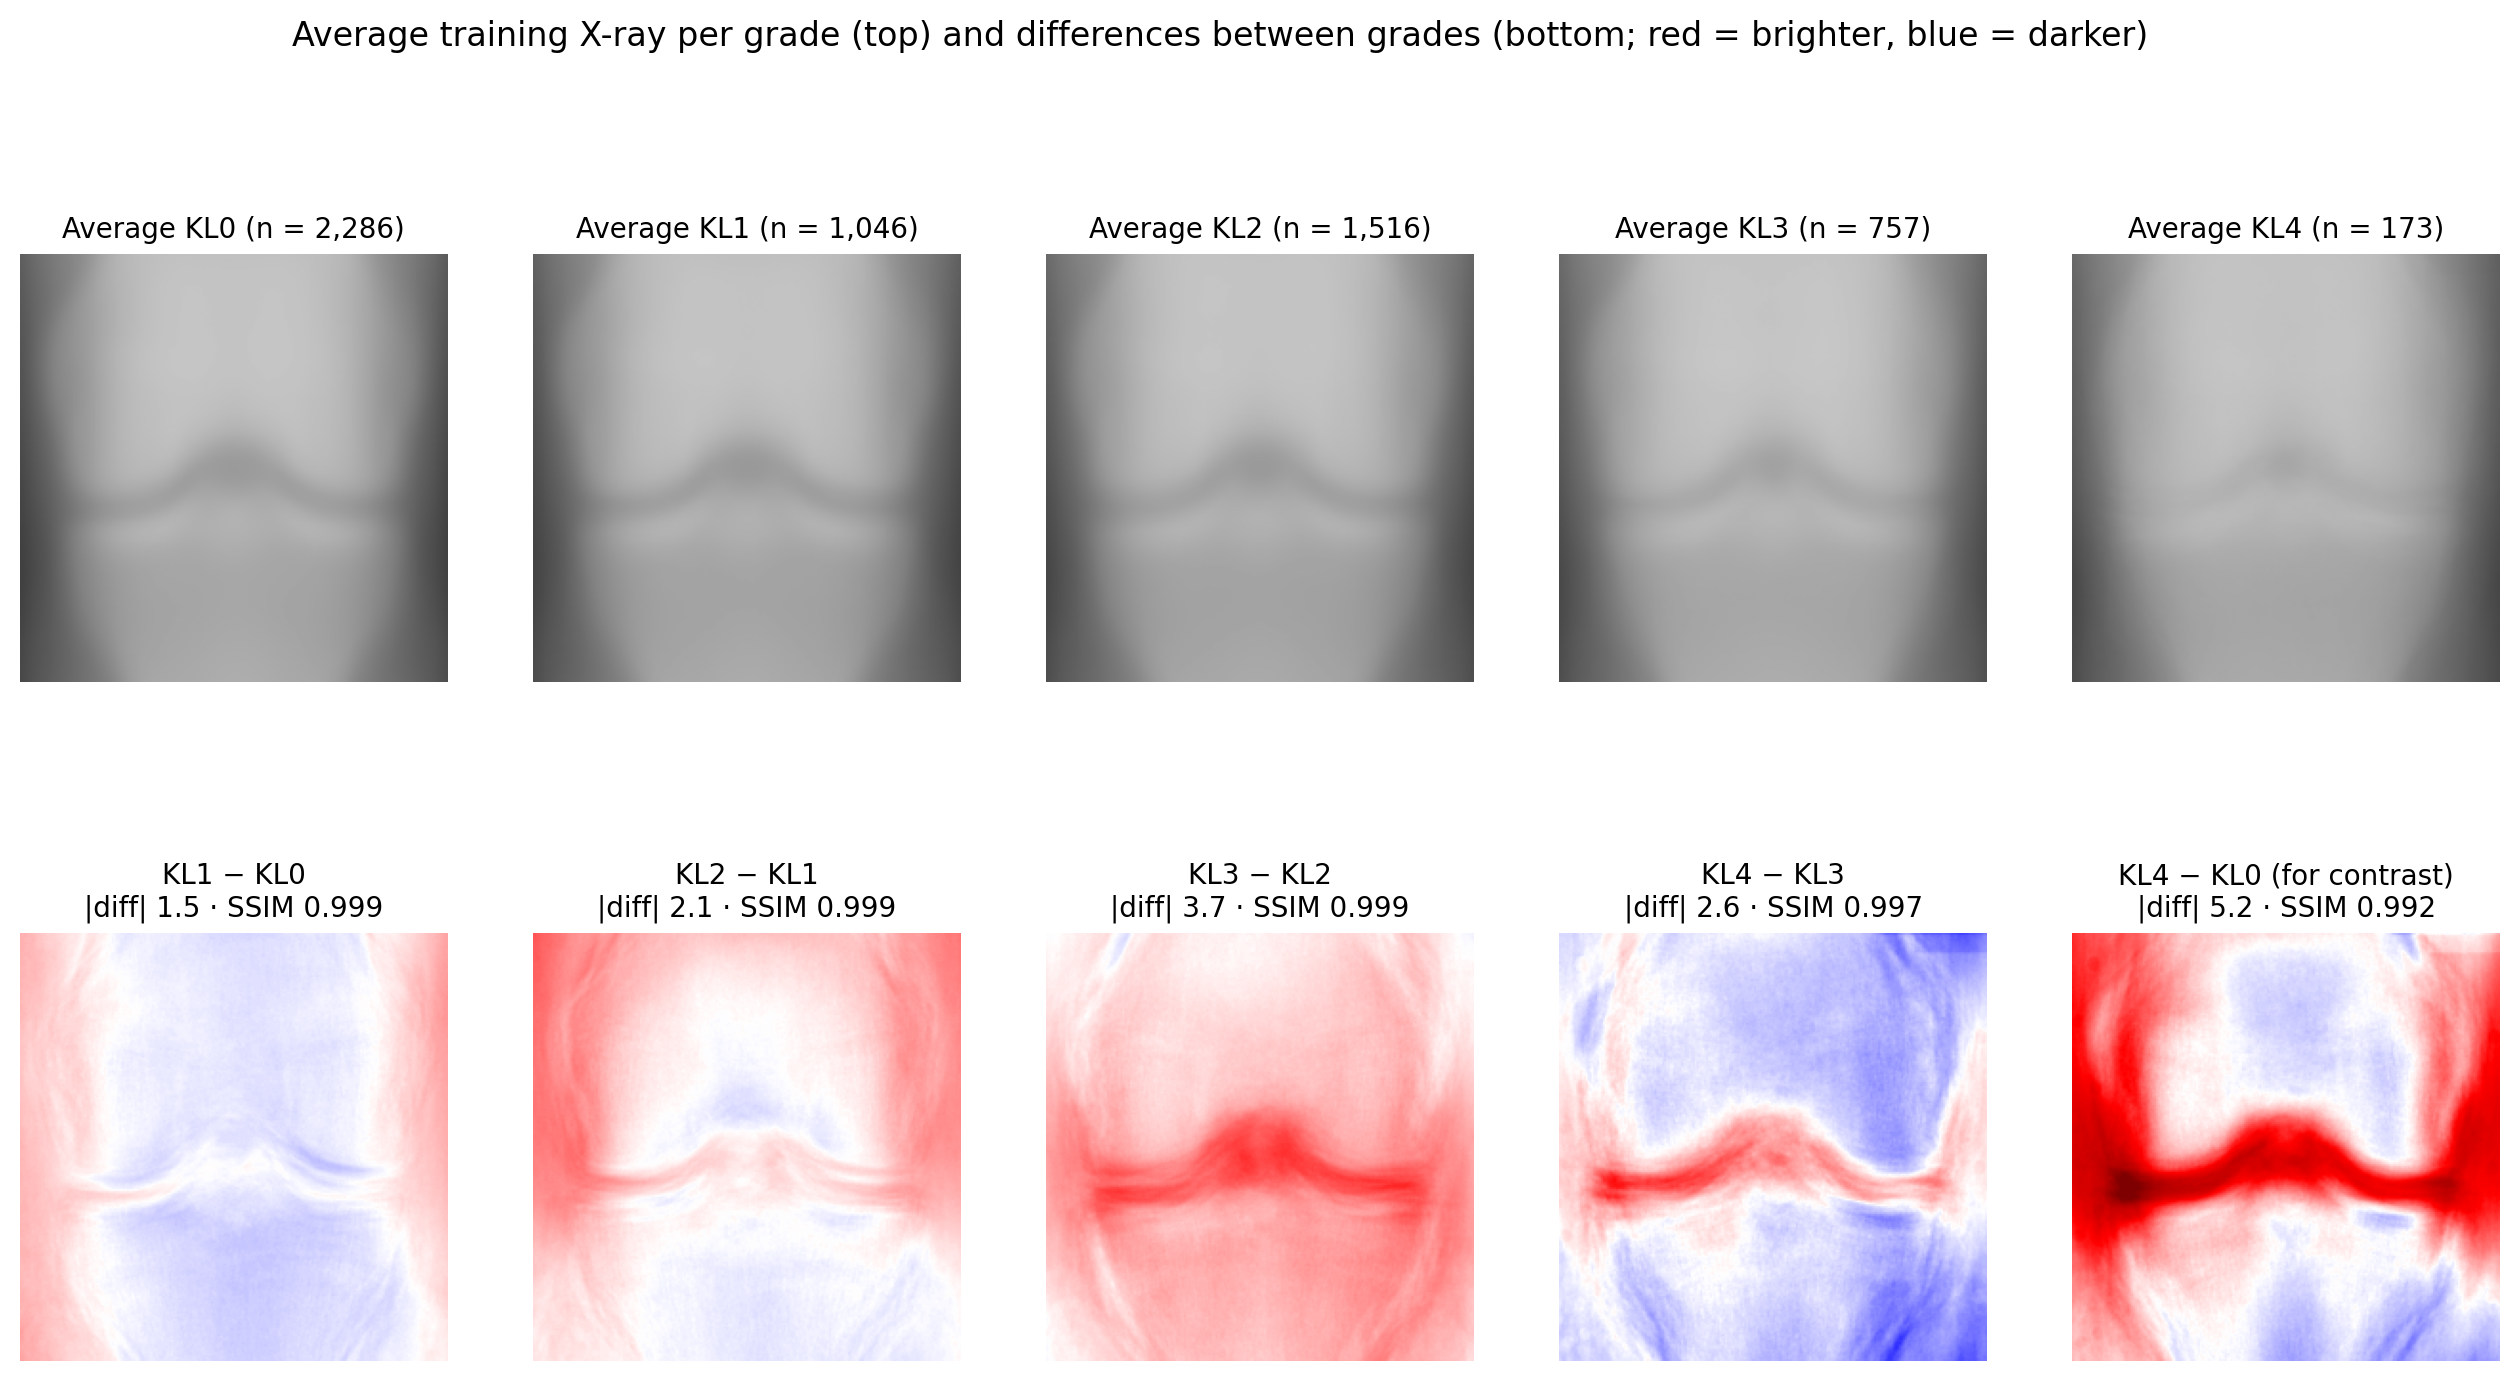 Average training X-ray per grade (top) and differences between grades (bottom; red = brighter, blue = darker)
Average KL0 (n = 2,286)
Average KL1 (n = 1,046)
Average KL2 (n = 1,516)
Average KL3 (n = 757)
Average KL4 (n = 173)
KL1 − KL0
|diff| 1.5 · SSIM 0.999
KL2 − KL1
|diff| 2.1 · SSIM 0.999
KL3 − KL2
|diff| 3.7 · SSIM 0.999
KL4 − KL3
|diff| 2.6 · SSIM 0.997
KL4 − KL0 (for contrast)
|diff| 5.2 · SSIM 0.992